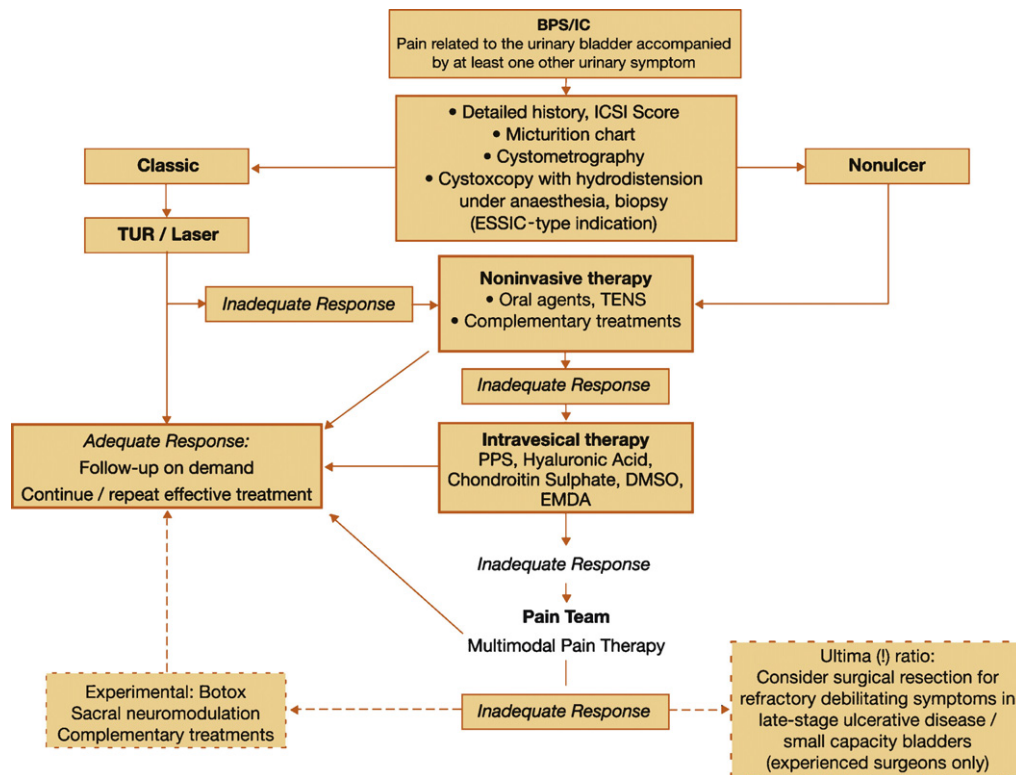 BPS/IC
Pain related to the urinary bladder accompanied
by at least one other urinary symptom
• Detailed history, ICSI Score
• Micturition chart
• Cystometrography
• Cystoxcopy with hydrodistension
under anaesthesia, biopsy
(ESSIC-type indication)
Classic
Nonulcer
TUR / Laser
Noninvasive therapy
• Oral agents, TENS
• Complementary treatments
Inadequate Response
Inadequate Response
Adequate Response:
Follow-up on demand
Continue / repeat effective treatment
Intravesical therapy
PPS, Hyaluronic Acid,
Chondroitin Sulphate, DMSO,
EMDA
Inadequate Response
Pain Team
Multimodal Pain Therapy
Inadequate Response
Experimental: Botox
Sacral neuromodulation
Complementary treatments
Ultima (!) ratio:
Consider surgical resection for
refractory debilitating symptoms in
late-stage ulcerative disease /
small capacity bladders
(experienced surgeons only)